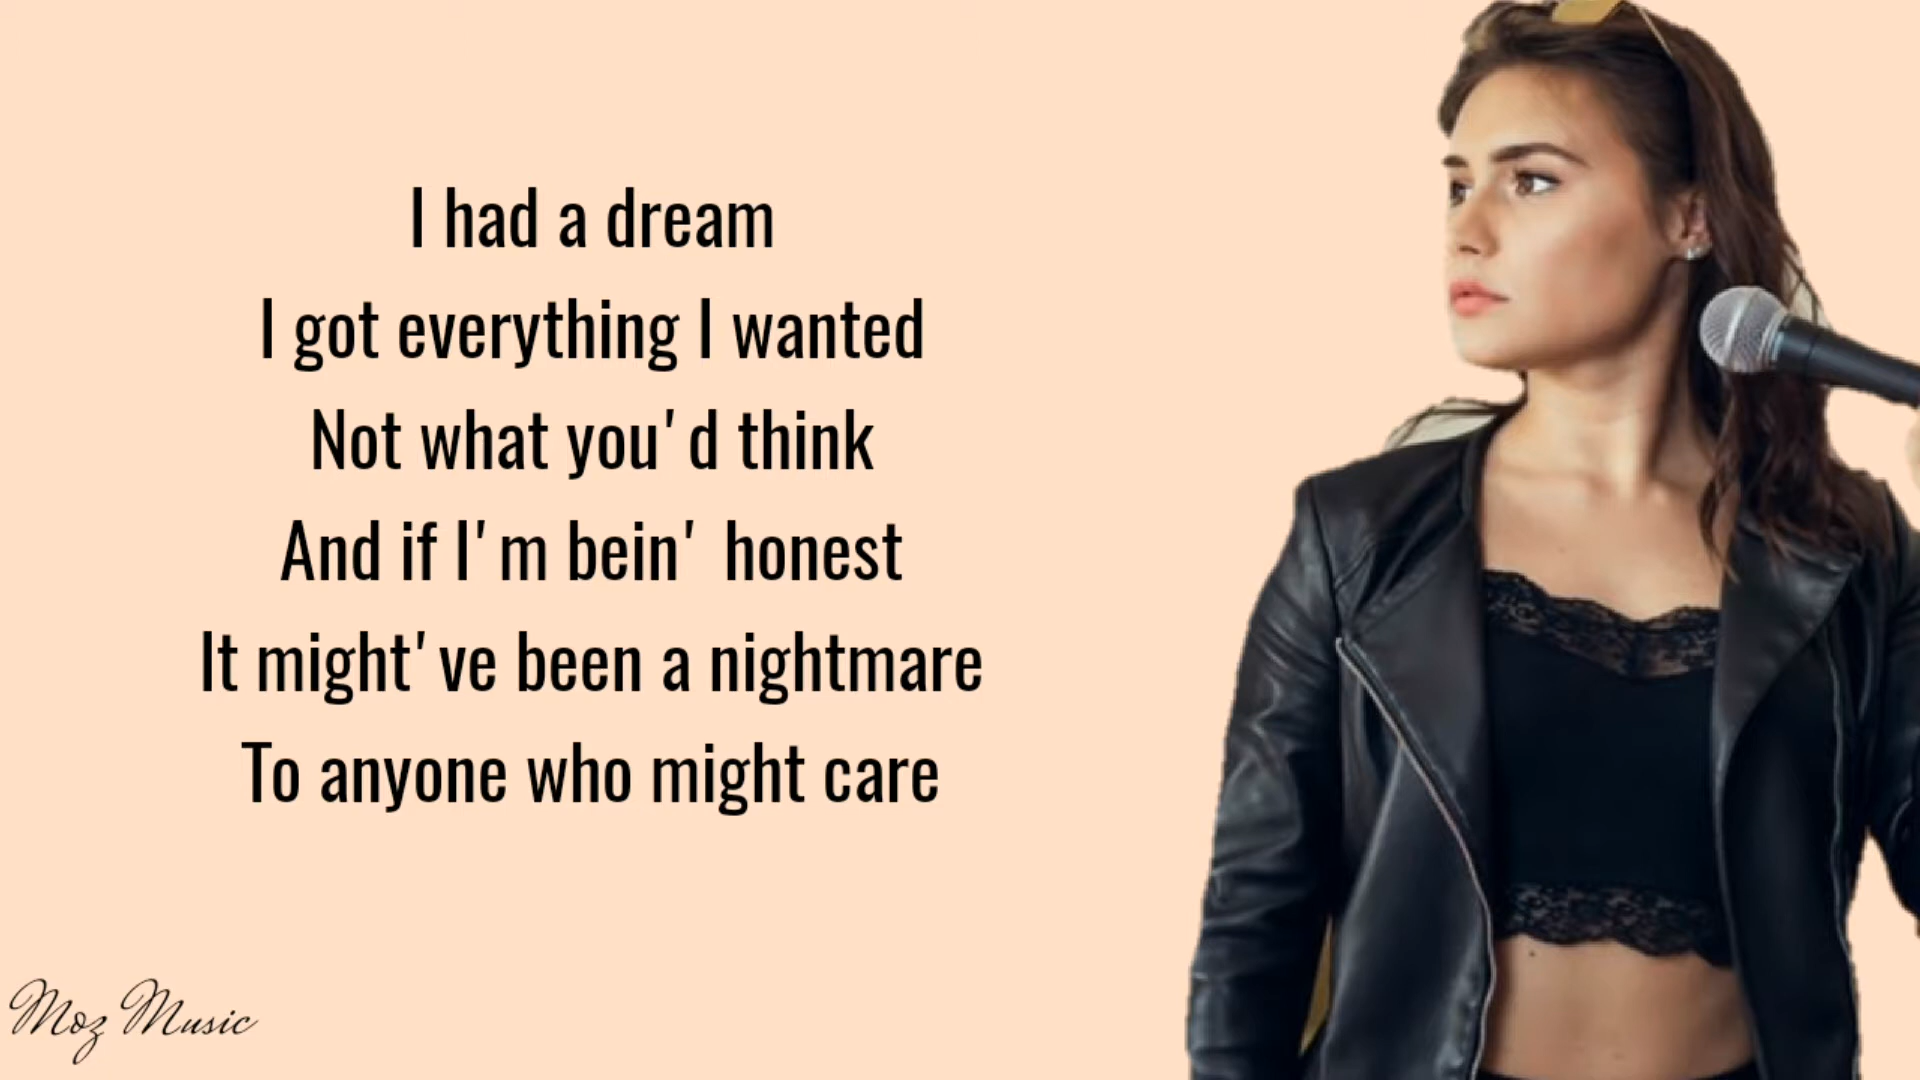 I had a dream
I got everything I wanted
Not what you'd think
And if I'm bein' honest
It might've been a nightmare
To anyone who might care
Moz Music